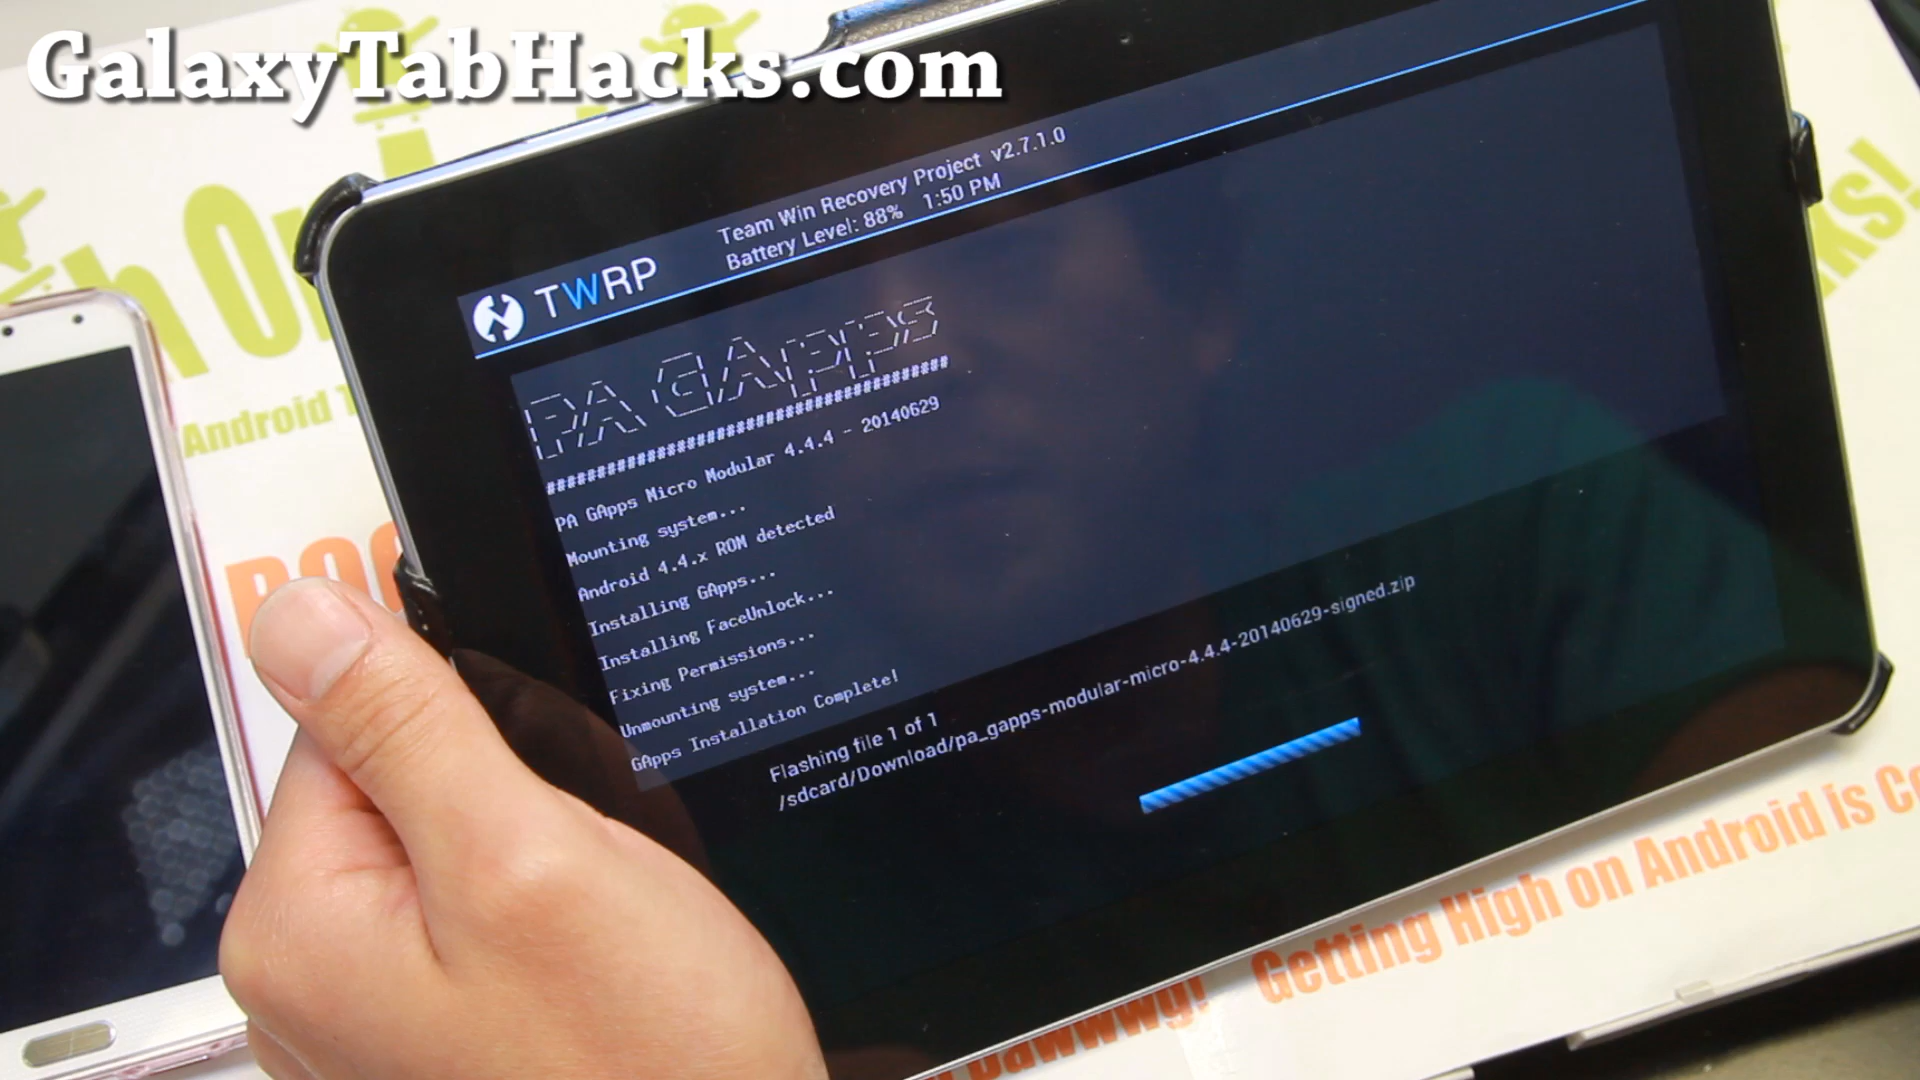 GalaxyTabHacks.com
Team Win Recovery Project v2.7.1.0
Battery Level: 88% 1:50 PM
TWRP
PA GAPPS
######################################
PA GApps Micro Modular 4.4.4 - 20140629
Mounting system...
Android 4.4.x ROM detected
Installing GApps...
Installing FaceUnlock...
Fixing Permissions...
Unmounting system...
GApps Installation Complete!
Flashing file 1 of 1
/sdcard/Download/pa_gapps-modular-micro-4.4.4-20140629-signed.zip
h On
Android
Getting High on Android is Co